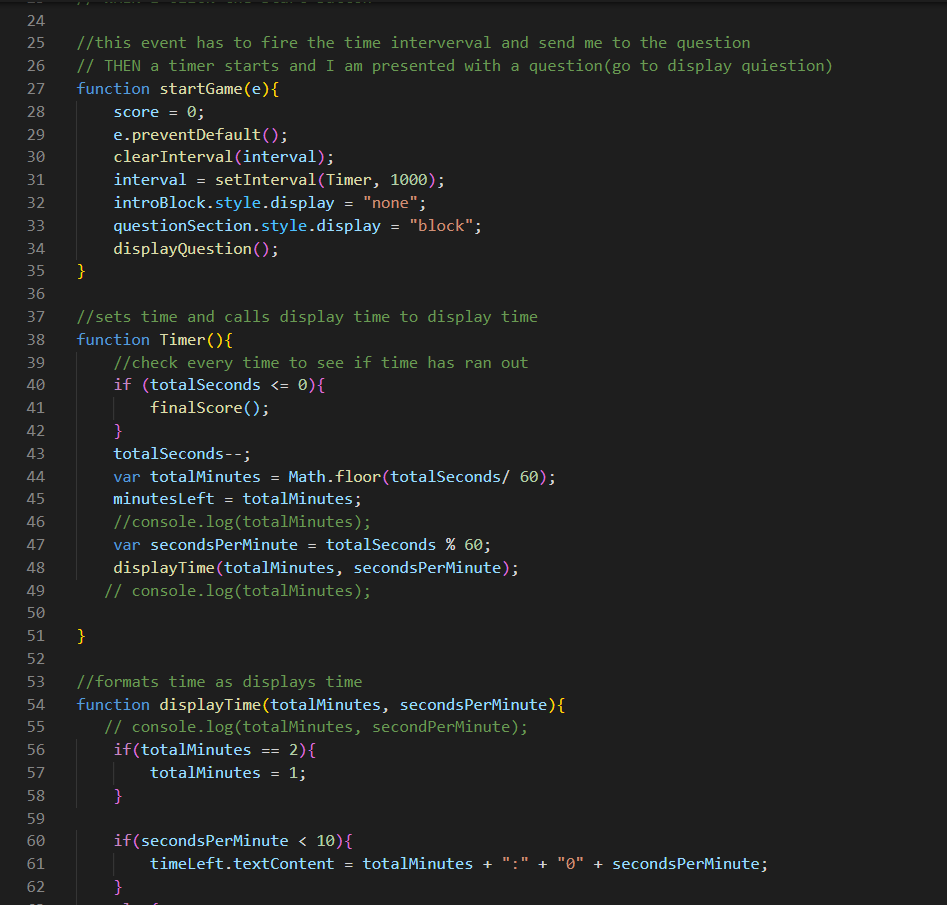 24
25 //this event has to fire the time interverval and send me to the question
26 // THEN a timer starts and I am presented with a question(go to display quiestion)
27 function startGame(e){
28     score = 0;
29     e.preventDefault();
30     clearInterval(interval);
31     interval = setInterval(Timer, 1000);
32     introBlock.style.display = "none";
33     questionSection.style.display = "block";
34     displayQuestion();
35 }
36
37 //sets time and calls display time to display time
38 function Timer(){
39     //check every time to see if time has ran out
40     if (totalSeconds <= 0){
41         finalScore();
42     }
43     totalSeconds--;
44     var totalMinutes = Math.floor(totalSeconds/ 60);
45     minutesLeft = totalMinutes;
46     //console.log(totalMinutes);
47     var secondsPerMinute = totalSeconds % 60;
48     displayTime(totalMinutes, secondsPerMinute);
49    // console.log(totalMinutes);
50
51 }
52
53 //formats time as displays time
54 function displayTime(totalMinutes, secondsPerMinute){
55    // console.log(totalMinutes, secondPerMinute);
56     if(totalMinutes == 2){
57         totalMinutes = 1;
58     }
59
60     if(secondsPerMinute < 10){
61         timeLeft.textContent = totalMinutes + ":" + "0" + secondsPerMinute;
62     }